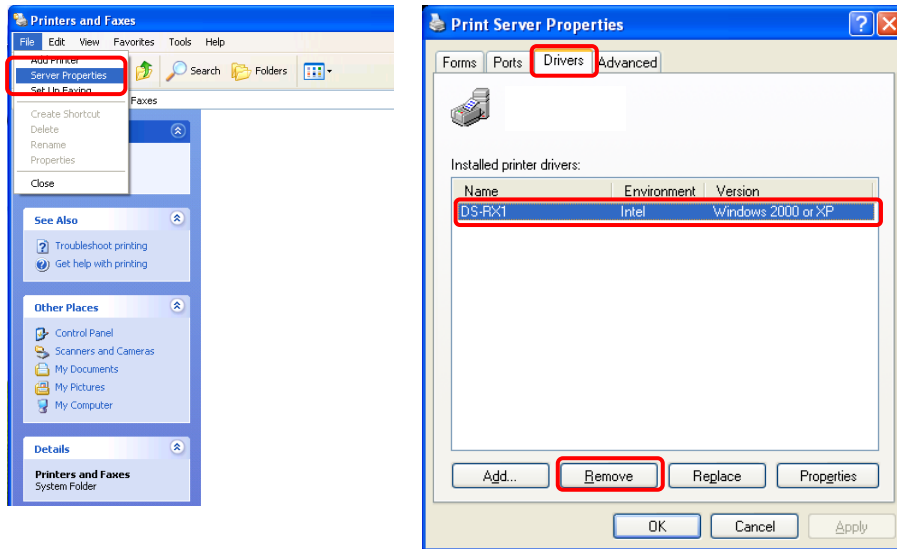 Printers and Faxes
File Edit View Favorites Tools Help
Add Printer
Server Properties
Set Up Faxing
Create Shortcut
Delete
Rename
Properties
Close
Search Folders
Faxes
See Also
Troubleshoot printing
Get help with printing
Other Places
Control Panel
Scanners and Cameras
My Documents
My Pictures
My Computer
Details
Printers and Faxes
System Folder
Print Server Properties
Forms Ports Drivers Advanced
Installed printer drivers:
Name Environment Version
DS-RX1 Intel Windows 2000 or XP
Add... Remove Replace Properties
OK Cancel Apply